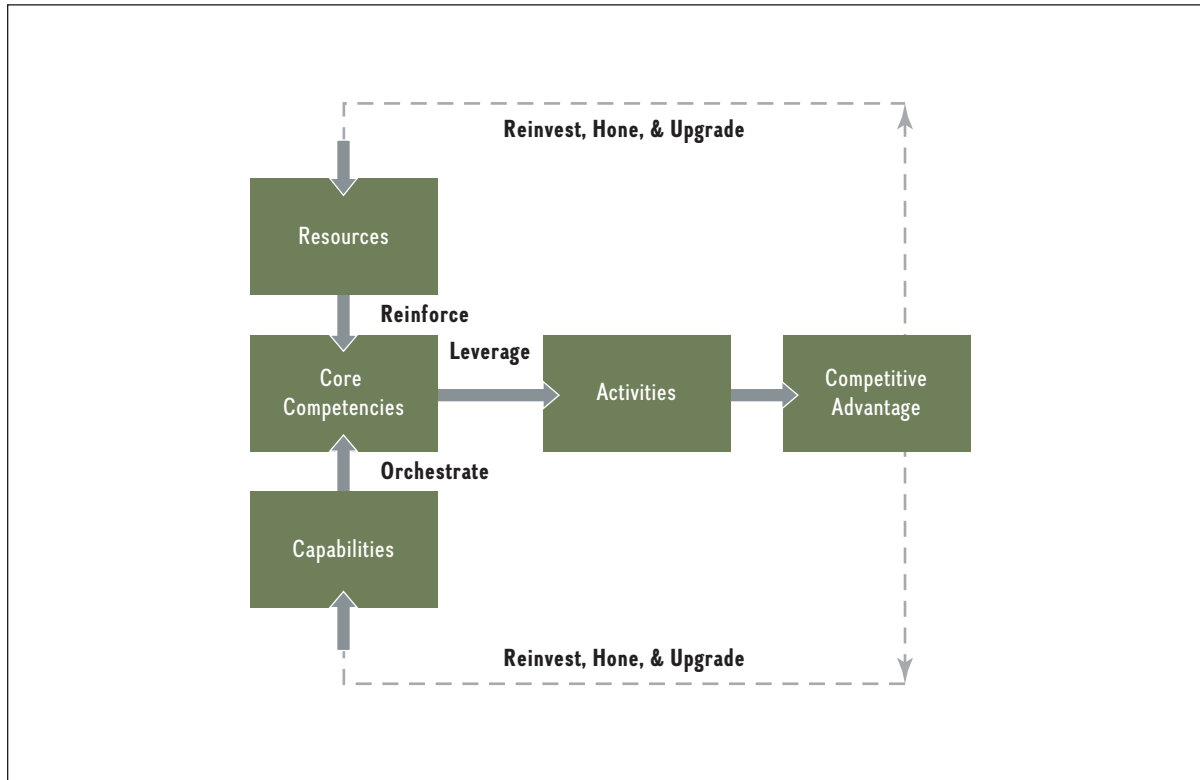 Reinvest, Hone, & Upgrade
Resources
Reinforce
Leverage
Core
Competencies
Activities
Competitive
Advantage
Orchestrate
Capabilities
Reinvest, Hone, & Upgrade